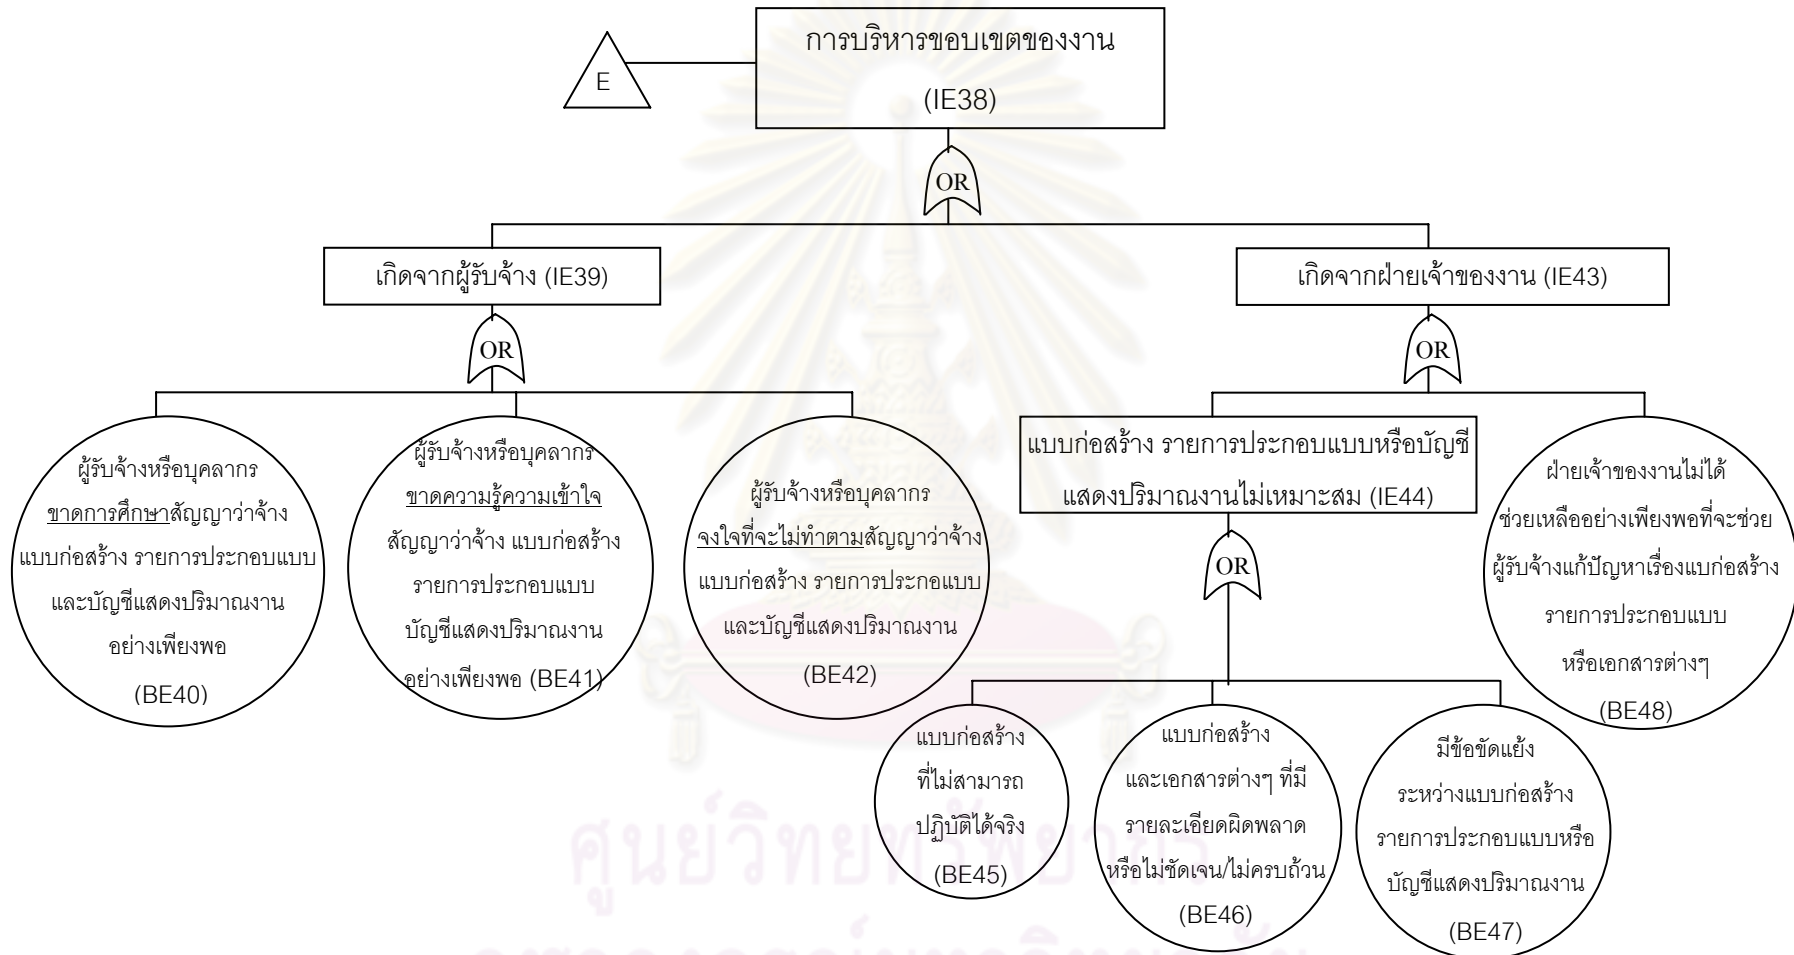 การบริหารขอบเขตของงาน
(IE38)
E
OR
เกิดจากผู้รับจ้าง (IE39)
เกิดจากฝ่ายเจ้าของงาน (IE43)
OR
OR
ผู้รับจ้างหรือบุคลากร
ขาดการศึกษาสัญญาว่าจ้าง
แบบก่อสร้าง รายการประกอบแบบ
และบัญชีแสดงปริมาณงาน
อย่างเพียงพอ
(BE40)
ผู้รับจ้างหรือบุคลากร
ขาดความรู้ความเข้าใจ
สัญญาว่าจ้าง แบบก่อสร้าง
รายการประกอบแบบ
บัญชีแสดงปริมาณงาน
อย่างเพียงพอ (BE41)
ผู้รับจ้างหรือบุคลากร
จงใจที่จะไม่ทำตามสัญญาว่าจ้าง
แบบก่อสร้าง รายการประกอแบบ
และบัญชีแสดงปริมาณงาน
(BE42)
แบบก่อสร้าง รายการประกอบแบบหรือบัญชี
แสดงปริมาณงานไม่เหมาะสม (IE44)
ฝ่ายเจ้าของงานไม่ได้
ช่วยเหลืออย่างเพียงพอที่จะช่วย
ผู้รับจ้างแก้ปัญหาเรื่องแบก่อสร้าง
รายการประกอบแบบ
หรือเอกสารต่างๆ
(BE48)
OR
แบบก่อสร้าง
ที่ไม่สามารถ
ปฏิบัติได้จริง
(BE45)
แบบก่อสร้าง
และเอกสารต่างๆ ที่มี
รายละเอียดผิดพลาด
หรือไม่ชัดเจน/ไม่ครบถ้วน
(BE46)
มีข้อขัดแย้ง
ระหว่างแบบก่อสร้าง
รายการประกอบแบบหรือ
บัญชีแสดงปริมาณงาน
(BE47)
ศูนย์วิทยทรัพยากร